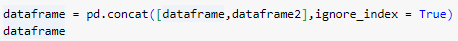 dataframe = pd.concat([dataframe,dataframe2],ignore_index = True)
dataframe